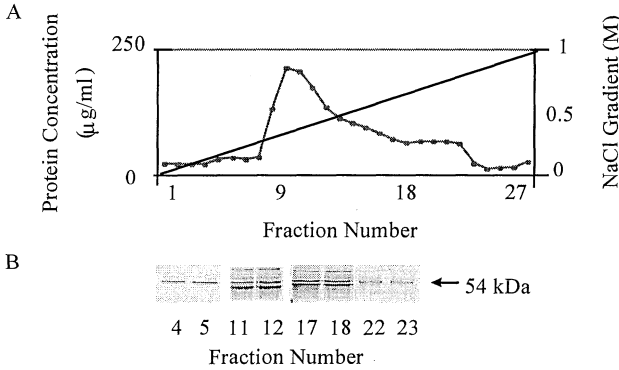 A
Protein Concentration
(µg/ml)
250
0
1
0.5
0
NaCl Gradient (M)
1 9 18 27
Fraction Number
B
54 kDa
4 5 11 12 17 18 22 23
Fraction Number